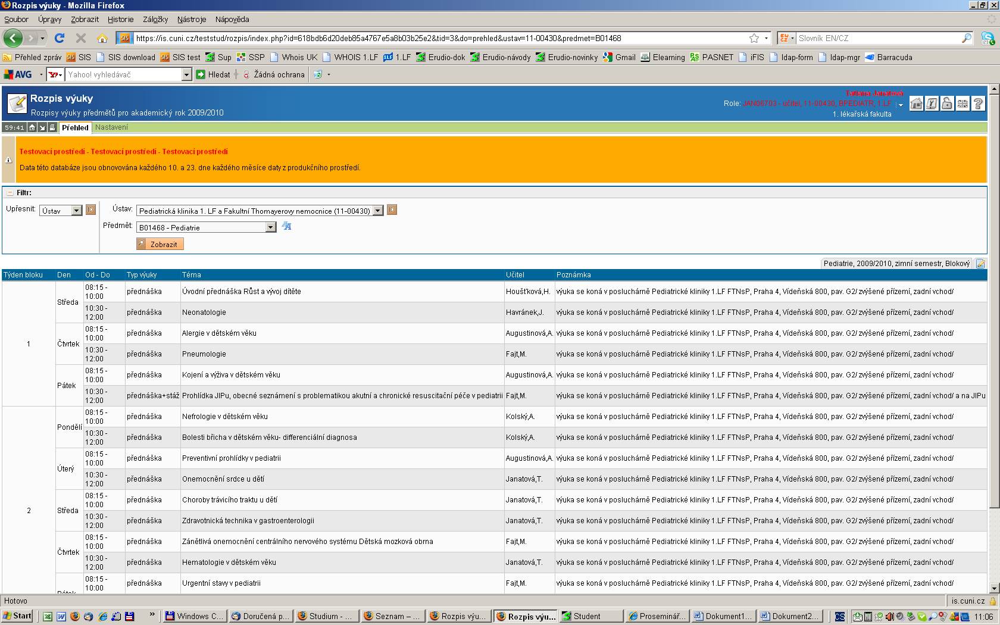 Rozpis výuky - Mozilla Firefox
Soubor Úpravy Zobrazit Historie Záložky Nástroje Nápověda
https://is.cuni.cz/teststud/rozpis/index.php?id=618bdb6d20deb85a4767e5a8b03b25e2&tid=3&do=prehled&ustav=11-00430&predmet=B01468 Slovník EN/CZ
Přehled zpráv SIS SIS download SIS test Sup SSP Whois UK WHOIS 1.LF 1.LF Erudio-dok Erudio-návody Erudio-novinky Gmail Elearning PASNET iFIS ldap-form ldap-mgr Barracuda
AVG Yahoo! vyhledávač Hledat Žádná ochrana
Rozpis výuky
Rozpisy výuky předmětů pro akademický rok 2009/2010
Tatiana Janatová
Role: JAN06703 - učitel, 11-00430, BPEDIATR, 1.LF
1. lékařská fakulta
59:41 Přehled Nastavení
Testovací prostředí - Testovací prostředí - Testovací prostředí
Data této databáze jsou obnovována každého 10. a 23. dne každého měsíce daty z produkčního prostředí.
Filtr:
Upřesnit: Ústav Ústav: Pediatrická klinika 1. LF a Fakultní Thomayerovy nemocnice (11-00430)
Předmět: B01468 - Pediatrie
Zobrazit
Pediatrie, 2009/2010, zimní semestr, Blokový
Týden bloku Den Od - Do Typ výuky Téma Učitel Poznámka
1 Středa 08:15 - 10:00 přednáška Úvodní přednáška Růst a vývoj dítěte Houšťková,H. výuka se koná v posluchárně Pediatrické kliniky 1.LF FTNsP, Praha 4, Vídeňská 800, pav. G2/ zvýšené přízemí, zadní vchod/
10:30 - 12:00 přednáška Neonatologie Havránek,J. výuka se koná v posluchárně Pediatrické kliniky 1.LF FTNsP, Praha 4, Vídeňská 800, pav. G2/ zvýšené přízemí, zadní vchod/
Čtvrtek 08:15 - 10:00 přednáška Alergie v dětském věku Augustinová,A. výuka se koná v posluchárně Pediatrické kliniky 1.LF FTNsP, Praha 4, Vídeňská 800, pav. G2/ zvýšené přízemí, zadní vchod/
10:30 - 12:00 přednáška Pneumologie Fajt,M. výuka se koná v posluchárně Pediatrické kliniky 1.LF FTNsP, Praha 4, Vídeňská 800, pav. G2/ zvýšené přízemí, zadní vchod/
Pátek 08:15 - 10:00 přednáška Kojení a výživa v dětském věku Augustinová,A. výuka se koná v posluchárně Pediatrické kliniky 1.LF FTNsP, Praha 4, Vídeňská 800, pav. G2/ zvýšené přízemí, zadní vchod/
10:30 - 12:00 přednáška+stáž Prohlídka JIPu, obecné seznámení s problematikou akutní a chronické resuscitační péče v pediatrii Fajt,M. výuka se koná v posluchárně Pediatrické kliniky 1.LF FTNsP, Praha 4, Vídeňská 800, pav. G2/ zvýšené přízemí, zadní vchod/ a na JIPu
2 Pondělí 08:15 - 10:00 přednáška Nefrologie v dětském věku Kolský,A. výuka se koná v posluchárně Pediatrické kliniky 1.LF FTNsP, Praha 4, Vídeňská 800, pav. G2/ zvýšené přízemí, zadní vchod/
10:30 - 12:00 přednáška Bolesti břicha v dětském věku- differenciální diagnosa Kolský,A. výuka se koná v posluchárně Pediatrické kliniky 1.LF FTNsP, Praha 4, Vídeňská 800, pav. G2/ zvýšené přízemí, zadní vchod/
Úterý 08:15 - 10:00 přednáška Preventivní prohlídky v pediatrii Augustinová,A. výuka se koná v posluchárně Pediatrické kliniky 1.LF FTNsP, Praha 4, Vídeňská 800, pav. G2/ zvýšené přízemí, zadní vchod/
10:30 - 12:00 přednáška Onemocnění srdce u dětí Janatová,T. výuka se koná v posluchárně Pediatrické kliniky 1.LF FTNsP, Praha 4, Vídeňská 800, pav. G2/ zvýšené přízemí, zadní vchod/
Středa 08:15 - 10:00 přednáška Choroby trávicího traktu u dětí Janatová,T. výuka se koná v posluchárně Pediatrické kliniky 1.LF FTNsP, Praha 4, Vídeňská 800, pav. G2/ zvýšené přízemí, zadní vchod/
10:30 - 12:00 přednáška Zdravotnická technika v gastroenterologii Janatová,T. výuka se koná v posluchárně Pediatrické kliniky 1.LF FTNsP, Praha 4, Vídeňská 800, pav. G2/ zvýšené přízemí, zadní vchod/
Čtvrtek 08:15 - 10:00 přednáška Zánětlivá onemocnění centrálního nervového systému Dětská mozková obrna Fajt,M. výuka se koná v posluchárně Pediatrické kliniky 1.LF FTNsP, Praha 4, Vídeňská 800, pav. G2/ zvýšené přízemí, zadní vchod/
10:30 - 12:00 přednáška Hematologie v dětském věku Janatová,T. výuka se koná v posluchárně Pediatrické kliniky 1.LF FTNsP, Praha 4, Vídeňská 800, pav. G2/ zvýšené přízemí, zadní vchod/
Pátek 08:15 - 10:00 přednáška Urgentní stavy v pediatrii Fajt,M. výuka se koná v posluchárně Pediatrické kliniky 1.LF FTNsP, Praha 4, Vídeňská 800, pav. G2/ zvýšené přízemí, zadní vchod/
Hotovo is.cuni.cz
Start Windows C... Doručená p... Studium - ... Seznam – ... Rozpis výu... Rozpis výu... Student Proseminář... Dokument1... Dokument2... CS 11:06